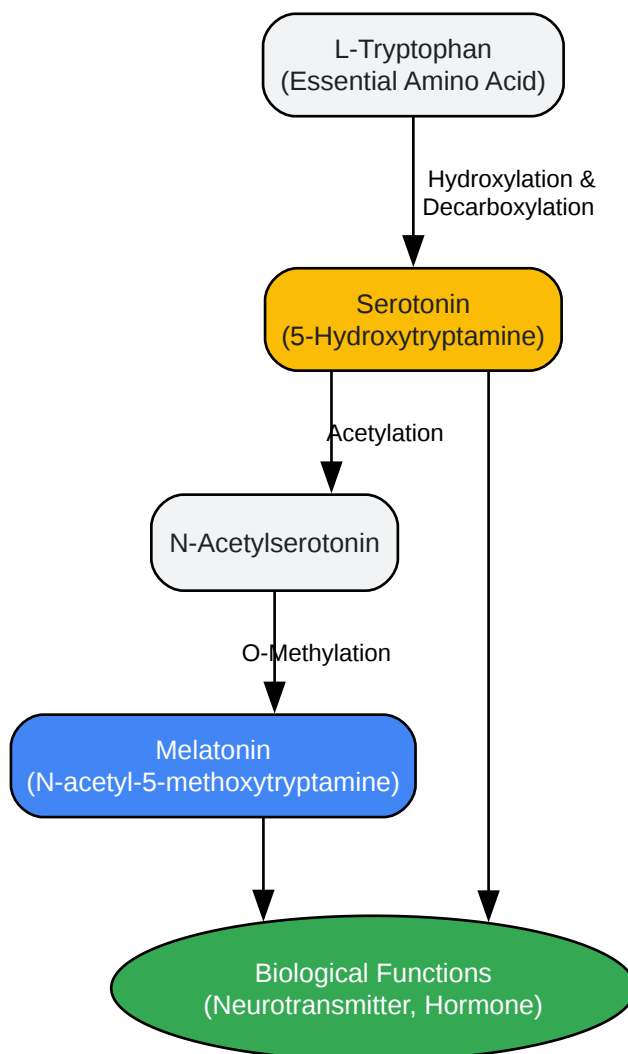 L-Tryptophan
(Essential Amino Acid)
Hydroxylation &
Decarboxylation
Serotonin
(5-Hydroxytryptamine)
Acetylation
N-Acetylserotonin
O-Methylation
Melatonin
(N-acetyl-5-methoxytryptamine)
Biological Functions
(Neurotransmitter, Hormone)